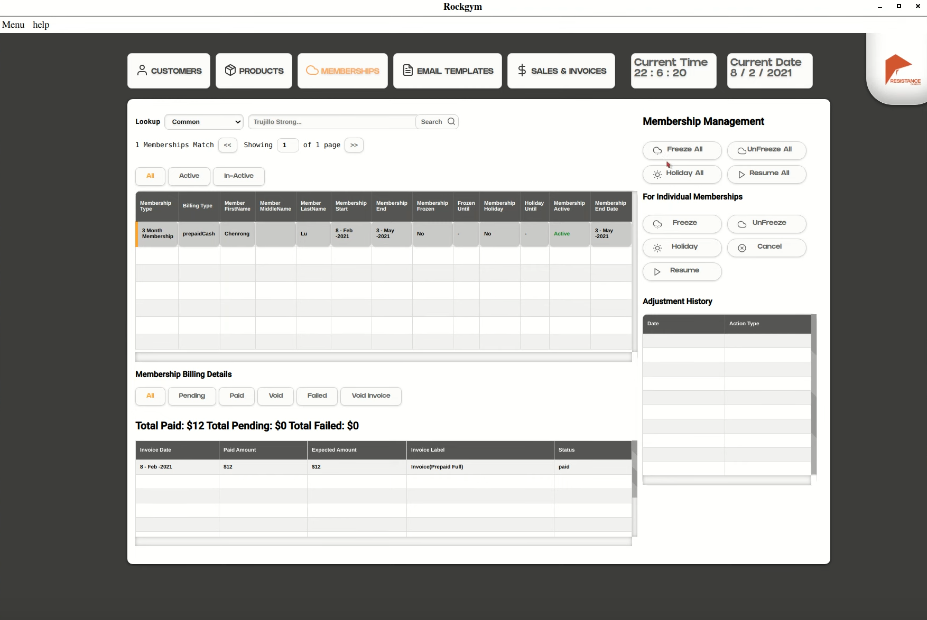 Rockgym
Menu help
CUSTOMERS
PRODUCTS
MEMBERSHIPS
EMAIL TEMPLATES
SALES & INVOICES
Current Time
22 : 6 : 20
Current Date
8 / 2 / 2021
RESISTANCE
Lookup Common Trujillo Strong... Search
1 Memberships Match << Showing 1 of 1 page >>
All Active In-Active
Membership Type Billing Type Member FirstName Member MiddleName Member LastName Membership Start Membership End Membership Frozen Frozen Until Membership Holiday Holiday Until Membership Active Membership End Date
3 Month Membership prepaidCash Chenrong Lu 8 - Feb -2021 3 - May -2021 No - No - Active 3 - May -2021
Membership Billing Details
All Pending Paid Void Failed Void Invoice
Total Paid: $12 Total Pending: $0 Total Failed: $0
Invoice Date Paid Amount Expected Amount Invoice Label Status
8 - Feb -2021 $12 $12 Invoice(Prepaid Full) paid
Membership Management
Freeze All UnFreeze All
Holiday All Resume All
For Individual Memberships
Freeze UnFreeze
Holiday Cancel
Resume
Adjustment History
Date Action Type